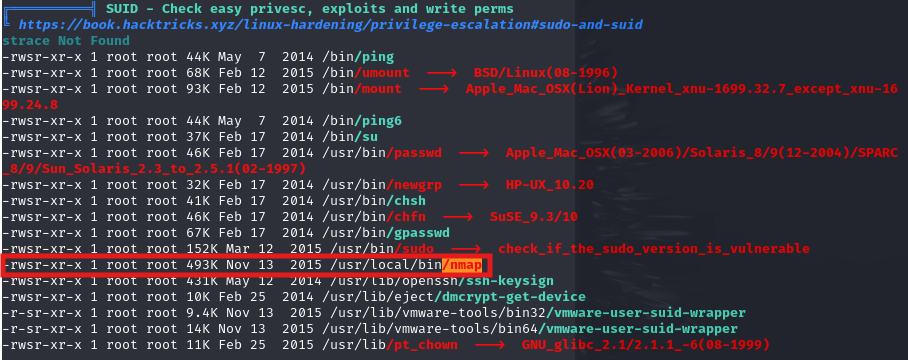 ╔══════════╣ SUID - Check easy privesc, exploits and write perms
╚ https://book.hacktricks.xyz/linux-hardening/privilege-escalation#sudo-and-suid
strace Not Found
-rwsr-xr-x 1 root root 44K May  7  2014 /bin/ping
-rwsr-xr-x 1 root root 68K Feb 12  2015 /bin/umount  --->  BSD/Linux(08-1996)
-rwsr-xr-x 1 root root 93K Feb 12  2015 /bin/mount  --->  Apple_Mac_OSX(Lion)_Kernel_xnu-1699.32.7_except_xnu-16
99.24.8
-rwsr-xr-x 1 root root 44K May  7  2014 /bin/ping6
-rwsr-xr-x 1 root root 37K Feb 17  2014 /bin/su
-rwsr-xr-x 1 root root 46K Feb 17  2014 /usr/bin/passwd  --->  Apple_Mac_OSX(03-2006)/Solaris_8/9(12-2004)/SPARC
_8/9/Sun_Solaris_2.3_to_2.5.1(02-1997)
-rwsr-xr-x 1 root root 32K Feb 17  2014 /usr/bin/newgrp  --->  HP-UX_10.20
-rwsr-xr-x 1 root root 41K Feb 17  2014 /usr/bin/chsh
-rwsr-xr-x 1 root root 46K Feb 17  2014 /usr/bin/chfn  --->  SuSE_9.3/10
-rwsr-xr-x 1 root root 67K Feb 17  2014 /usr/bin/gpasswd
-rwsr-xr-x 1 root root 152K Mar 12  2015 /usr/bin/sudo  --->  check_if_the_sudo_version_is_vulnerable
-rwsr-xr-x 1 root root 493K Nov 13  2015 /usr/local/bin/nmap
-rwsr-xr-x 1 root root 431K May 12  2014 /usr/lib/openssh/ssh-keysign
-rwsr-xr-x 1 root root 10K Feb 25  2014 /usr/lib/eject/dmcrypt-get-device
-r-sr-xr-x 1 root root 9.4K Nov 13  2015 /usr/lib/vmware-tools/bin32/vmware-user-suid-wrapper
-r-sr-xr-x 1 root root 14K Nov 13  2015 /usr/lib/vmware-tools/bin64/vmware-user-suid-wrapper
-rwsr-xr-x 1 root root 11K Feb 25  2015 /usr/lib/pt_chown  --->  GNU_glibc_2.1/2.1.1_-6(08-1999)